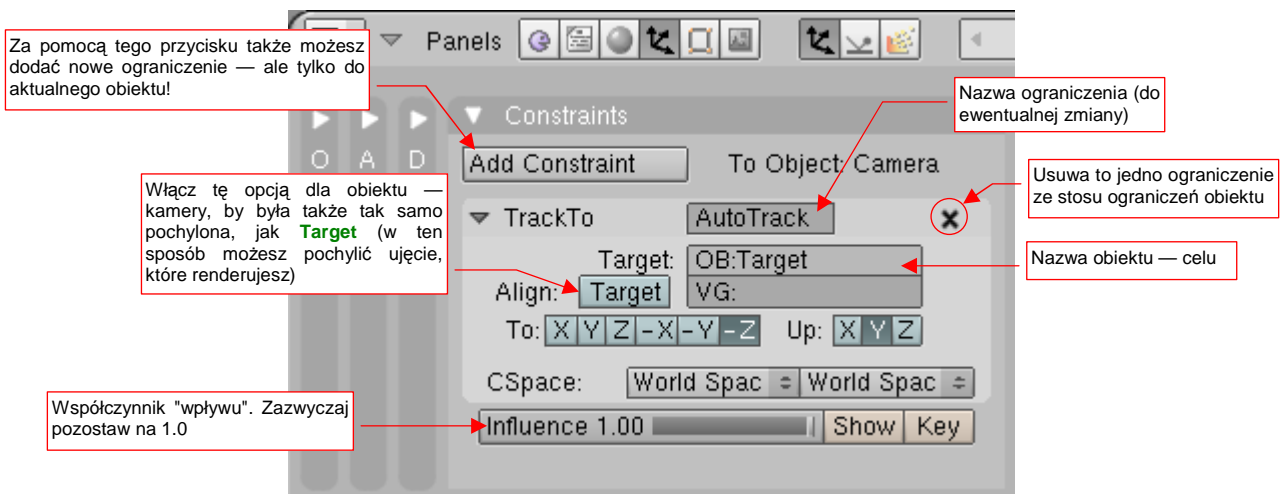 Panels
Za pomocą tego przycisku także możesz
dodać nowe ograniczenie — ale tylko do
aktualnego obiektu!
Nazwa ograniczenia (do
ewentualnej zmiany)
Constraints
O A D
Add Constraint
To Object: Camera
Usuwa to jedno ograniczenie
ze stosu ograniczeń obiektu
Włącz tę opcją dla obiektu —
kamery, by była także tak samo
pochylona, jak Target (w ten
sposób możesz pochylić ujęcie,
które renderujesz)
TrackTo
AutoTrack
Target:
OB:Target
Nazwa obiektu — celu
Align:
Target
VG:
To: X Y Z -X -Y -Z
Up: X Y Z
CSpace:
World Spac
World Spac
Współczynnik "wpływu". Zazwyczaj
pozostaw na 1.0
Influence 1.00
Show
Key